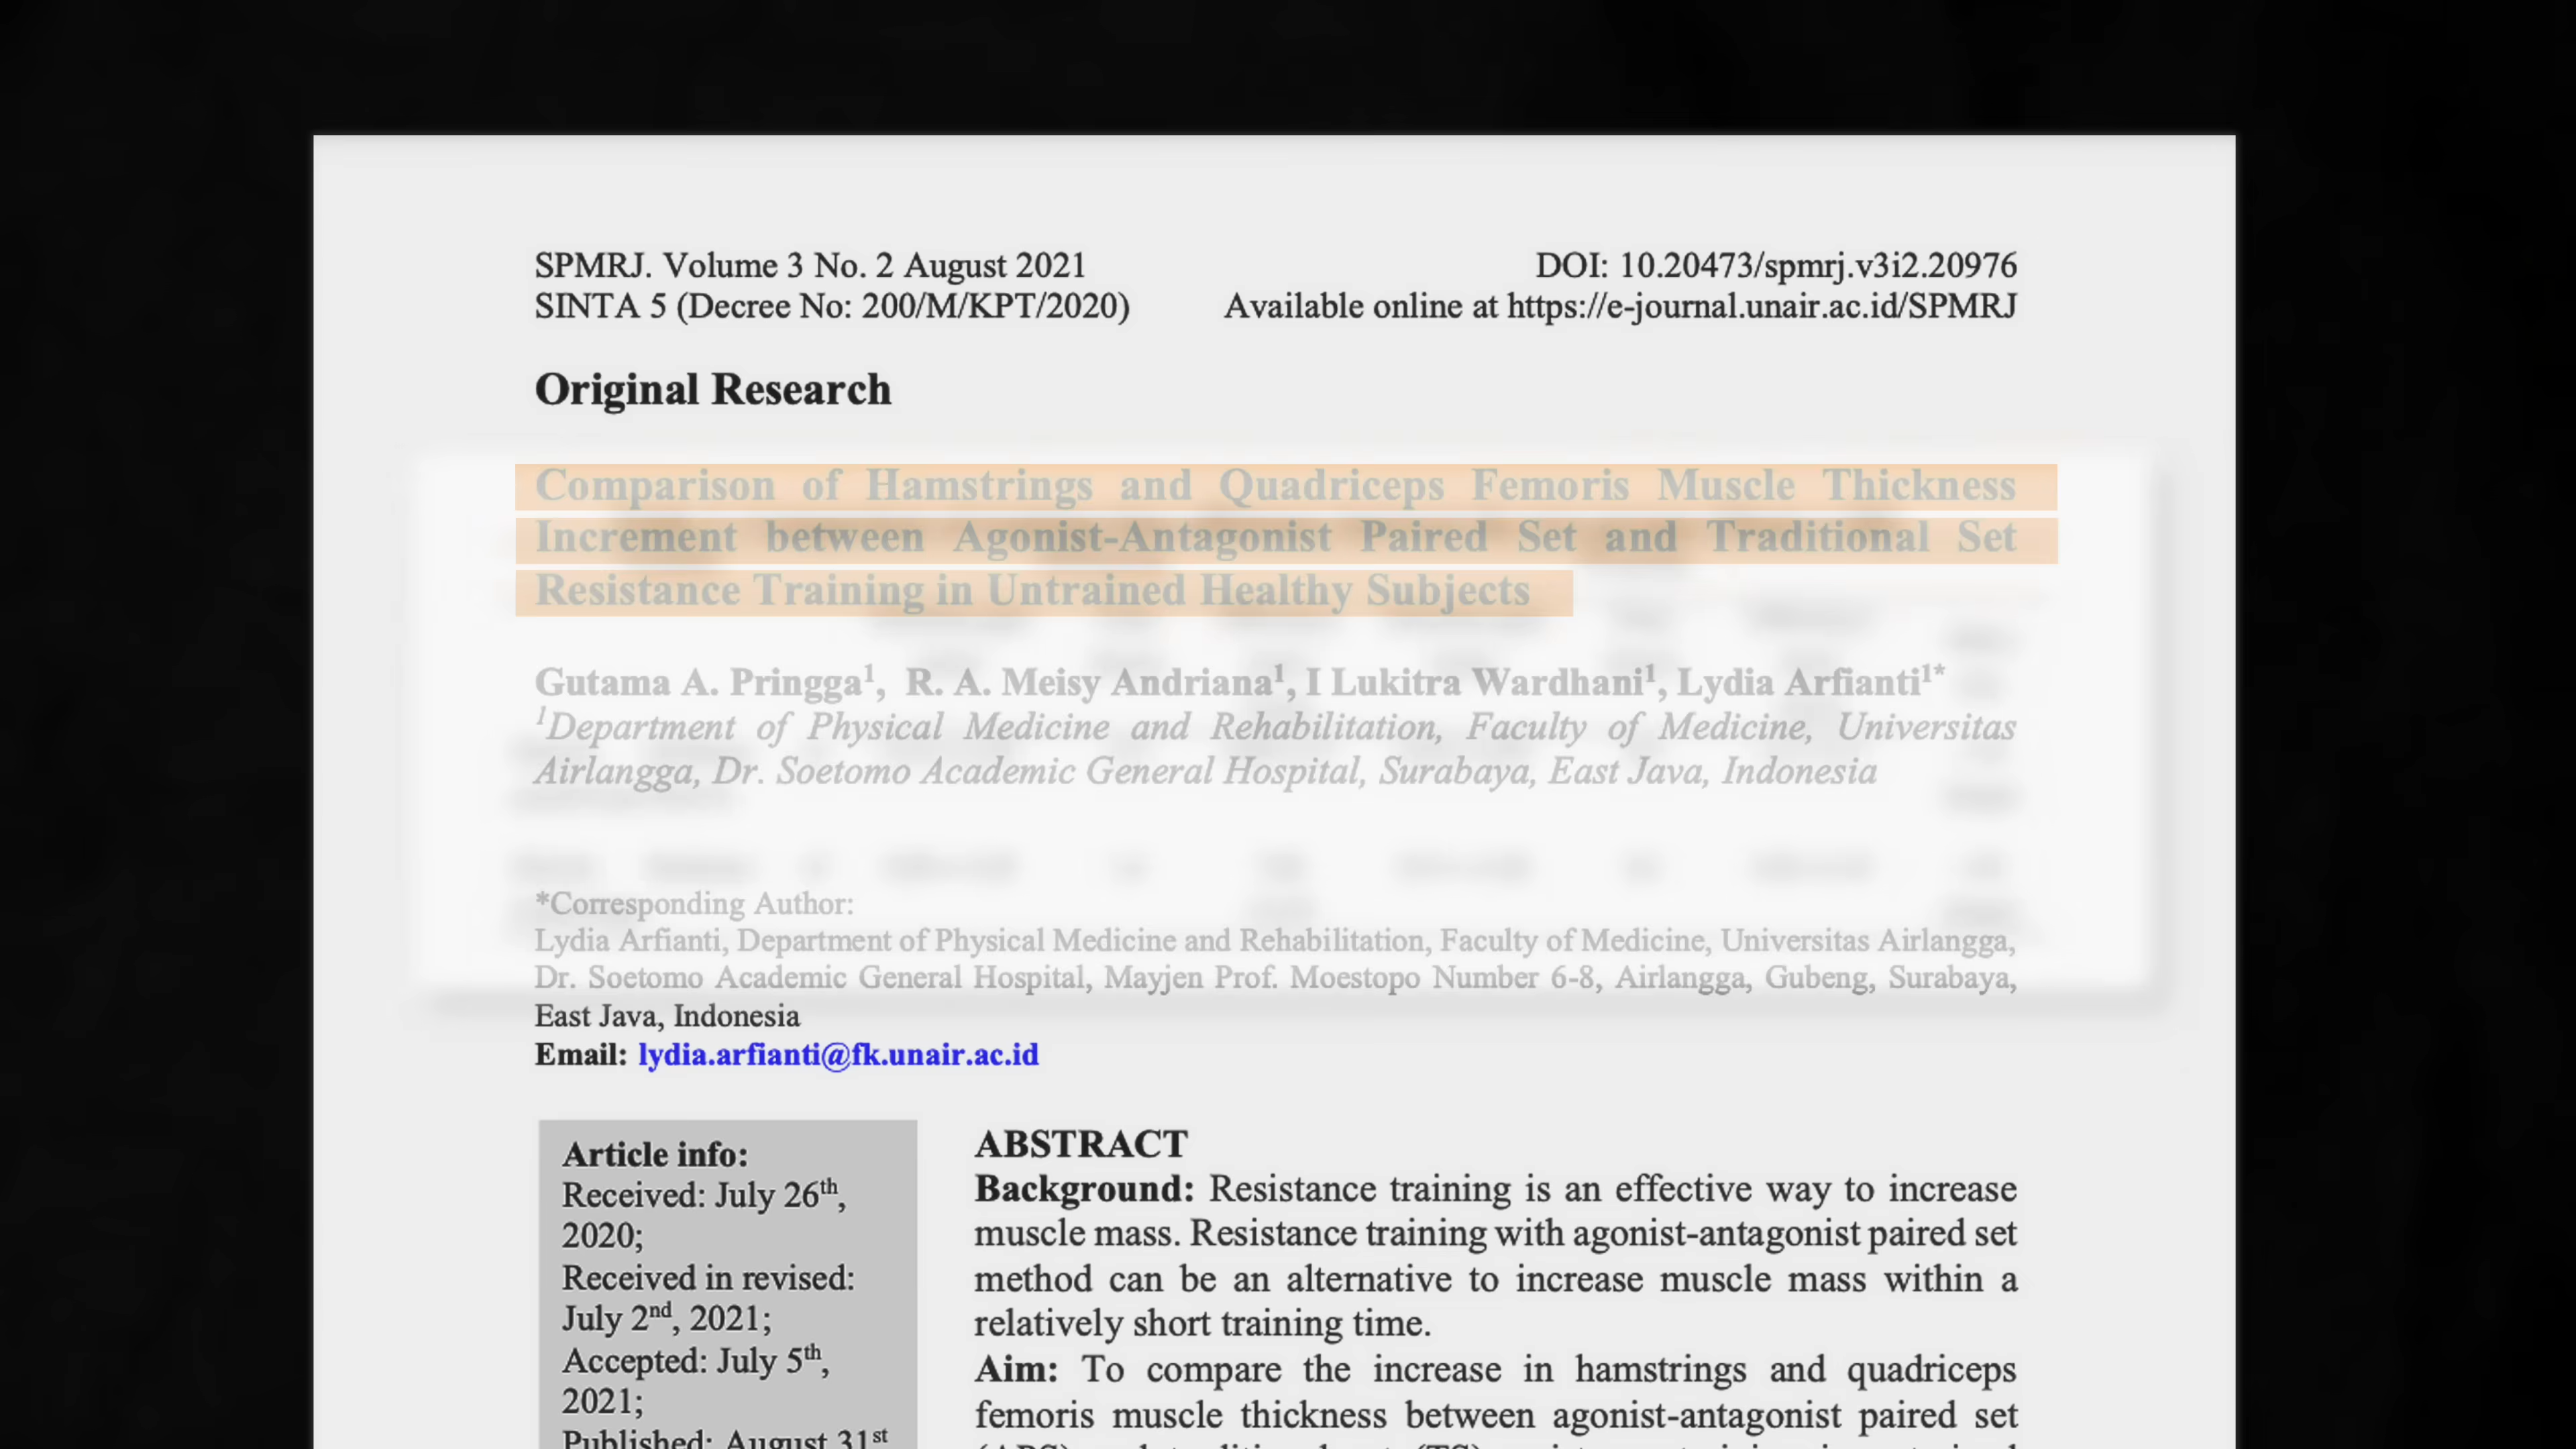 SPMRJ. Volume 3 No. 2 August 2021
DOI: 10.20473/spmrj.v3i2.20976
SINTA 5 (Decree No: 200/M/KPT/2020)
Available online at https://e-journal.unair.ac.id/SPMRJ
Original Research
Comparison of Hamstrings and Quadriceps Femoris Muscle Thickness
Increment between Agonist-Antagonist Paired Set and Traditional Set
Resistance Training in Untrained Healthy Subjects
Gutama A. Pringga¹, R. A. Meisy Andriana¹, I Lukitra Wardhani¹, Lydia Arfianti¹*
¹Department of Physical Medicine and Rehabilitation, Faculty of Medicine, Universitas
Airlangga, Dr. Soetomo Academic General Hospital, Surabaya, East Java, Indonesia
*Corresponding Author:
Lydia Arfianti, Department of Physical Medicine and Rehabilitation, Faculty of Medicine, Universitas Airlangga,
Dr. Soetomo Academic General Hospital, Mayjen Prof. Moestopo Number 6-8, Airlangga, Gubeng, Surabaya,
East Java, Indonesia
Email: lydia.arfianti@fk.unair.ac.id
Article info:
Received: July 26th,
2020;
Received in revised:
July 2nd, 2021;
Accepted: July 5th,
2021;
Published: August 31st
ABSTRACT
Background: Resistance training is an effective way to increase
muscle mass. Resistance training with agonist-antagonist paired set
method can be an alternative to increase muscle mass within a
relatively short training time.
Aim: To compare the increase in hamstrings and quadriceps
femoris muscle thickness between agonist-antagonist paired set